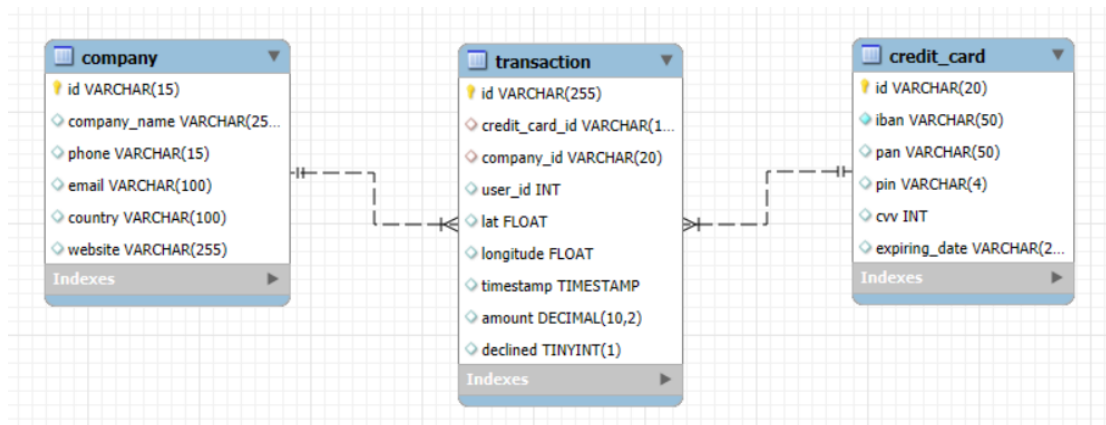 company
id VARCHAR(15)
company_name VARCHAR(25...
phone VARCHAR(15)
email VARCHAR(100)
country VARCHAR(100)
website VARCHAR(255)
Indexes
transaction
id VARCHAR(255)
credit_card_id VARCHAR(1...
company_id VARCHAR(20)
user_id INT
lat FLOAT
longitude FLOAT
timestamp TIMESTAMP
amount DECIMAL(10,2)
declined TINYINT(1)
Indexes
credit_card
id VARCHAR(20)
iban VARCHAR(50)
pan VARCHAR(50)
pin VARCHAR(4)
cvv INT
expiring_date VARCHAR(2...
Indexes